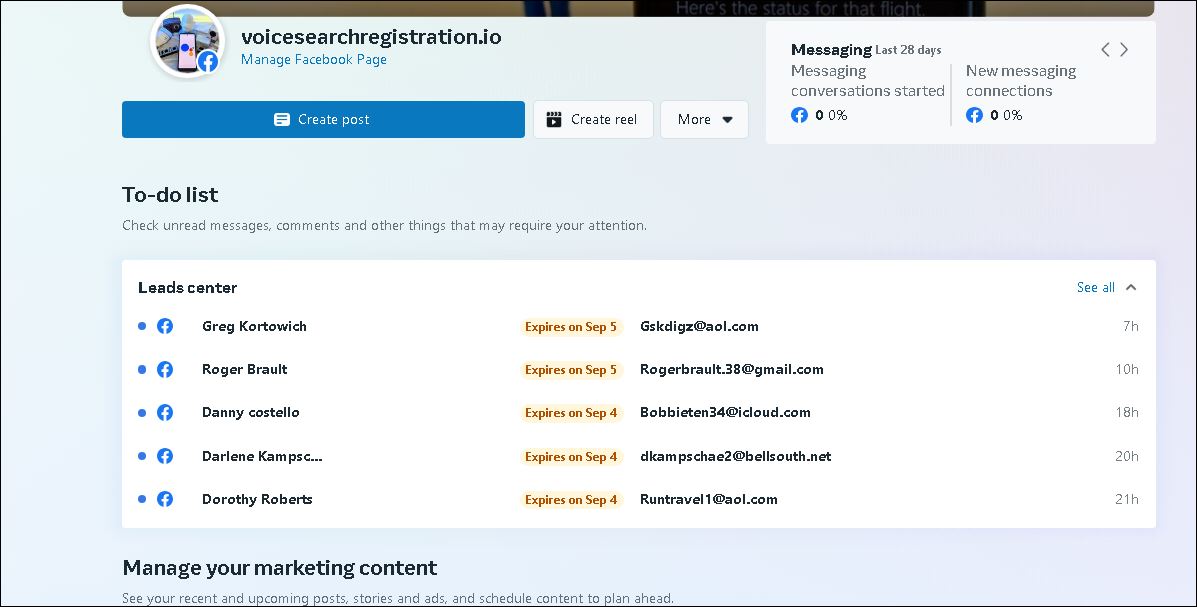 Here's the status for that flight.
voicesearchregistration.io
Manage Facebook Page
Create post
Create reel
More
Messaging Last 28 days
Messaging conversations started
0 0%
New messaging connections
0 0%
To-do list
Check unread messages, comments and other things that may require your attention.
Leads center
See all
Greg Kortowich Expires on Sep 5 Gskdigz@aol.com 7h
Roger Brault Expires on Sep 5 Rogerbrault.38@gmail.com 10h
Danny costello Expires on Sep 4 Bobbieten34@icloud.com 18h
Darlene Kampsc... Expires on Sep 4 dkampschae2@bellsouth.net 20h
Dorothy Roberts Expires on Sep 4 Runtravel1@aol.com 21h
Manage your marketing content
See your recent and upcoming posts, stories and ads, and schedule content to plan ahead.